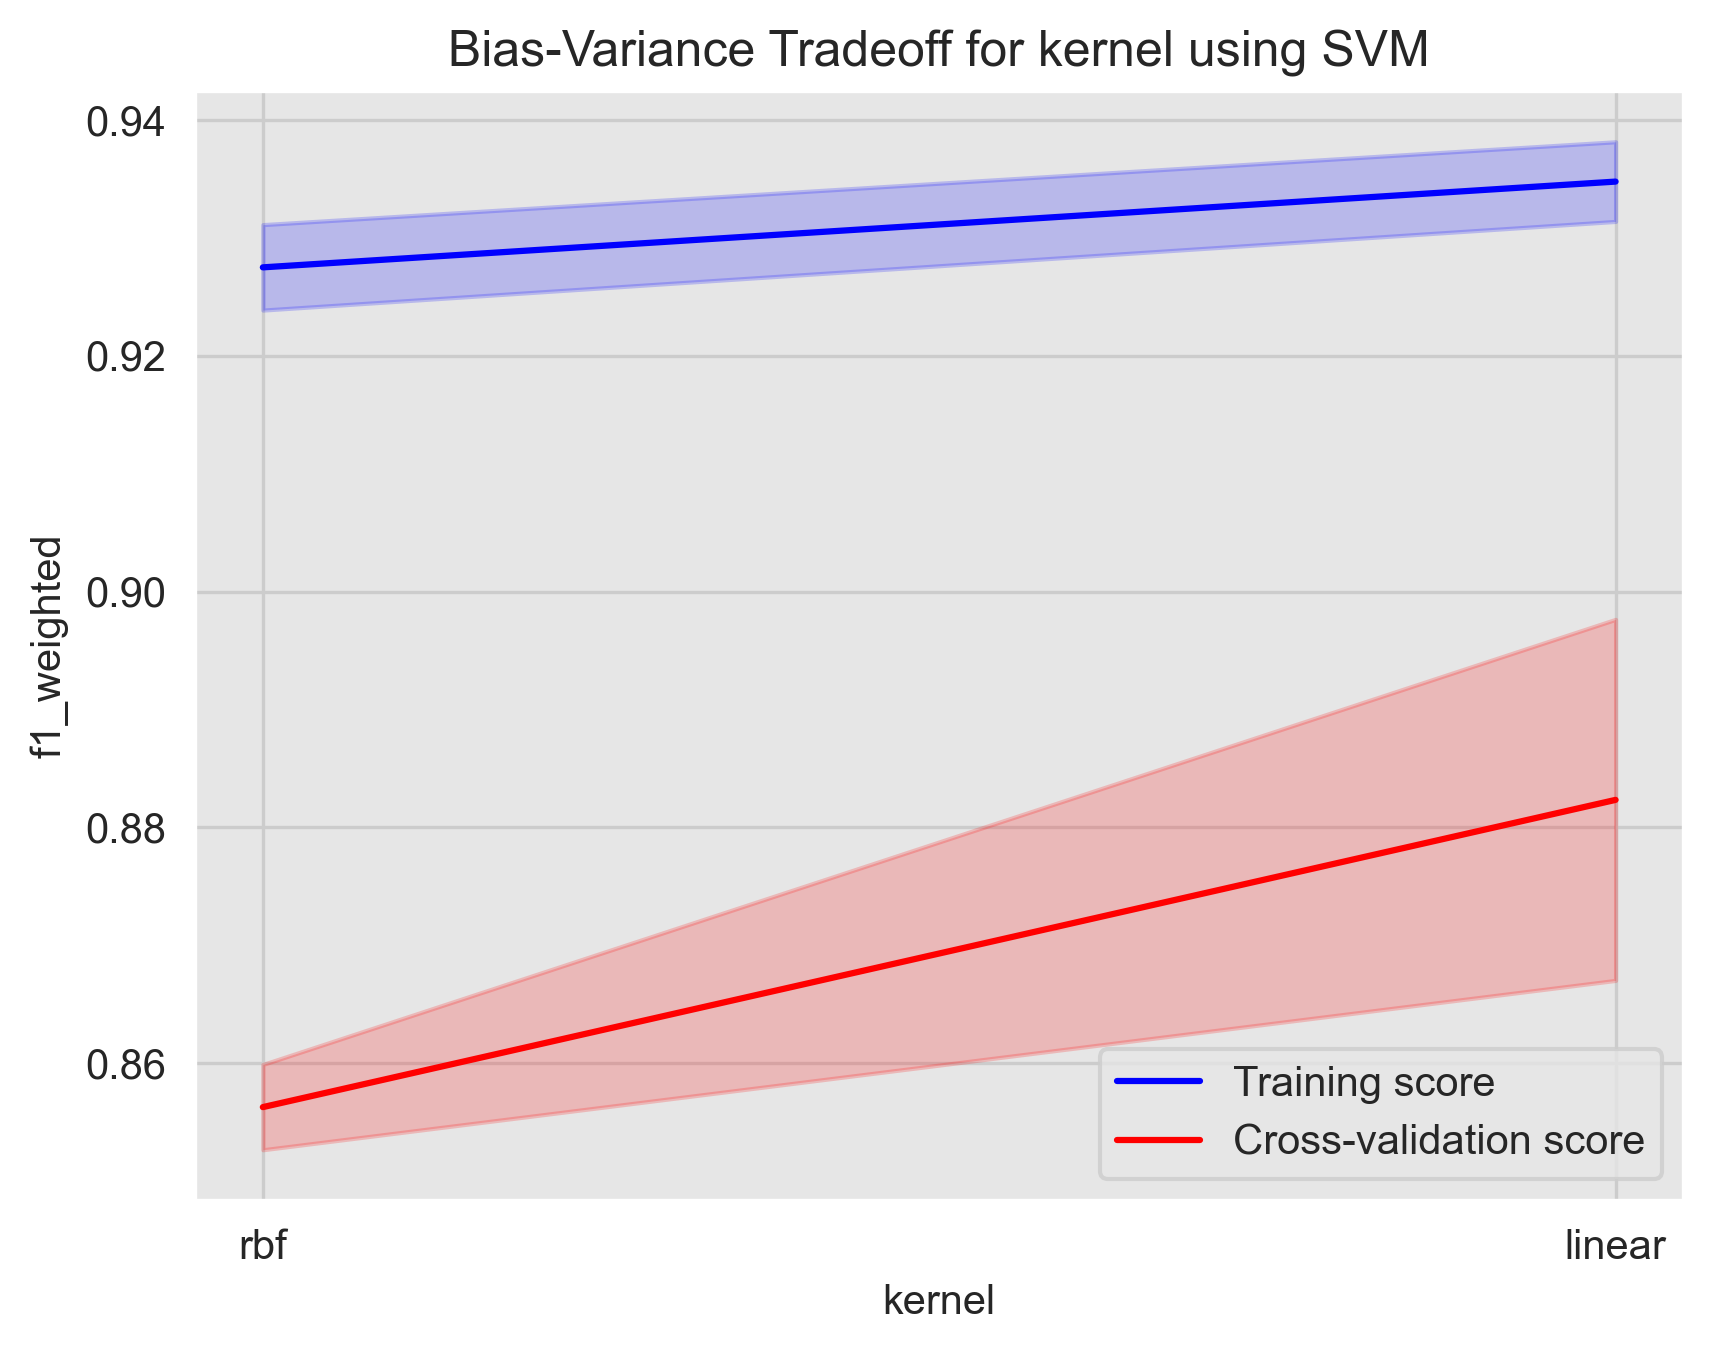 Bias-Variance Tradeoff for kernel using SVM
0.94
0.92
0.90
0.88
0.86
f1_weighted
Training score
Cross-validation score
rbf
linear
kernel